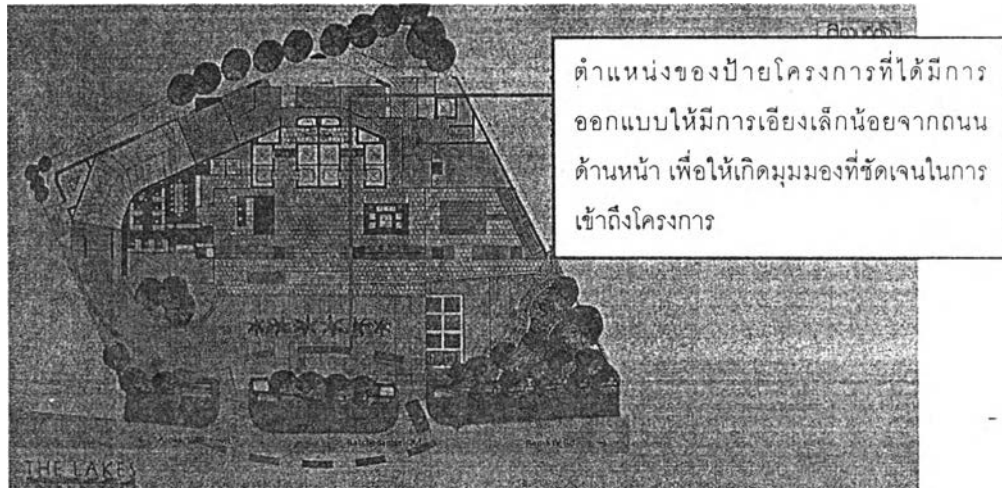 ตำแหน่งของป้ายโครงการที่ได้มีการ
ออกแบบให้มีการเอียงเล็กน้อยจากถนน
ด้านหน้า เพื่อให้เกิดมุมมองที่ชัดเจนในการ
เข้าถึงโครงการ
THE LAKES